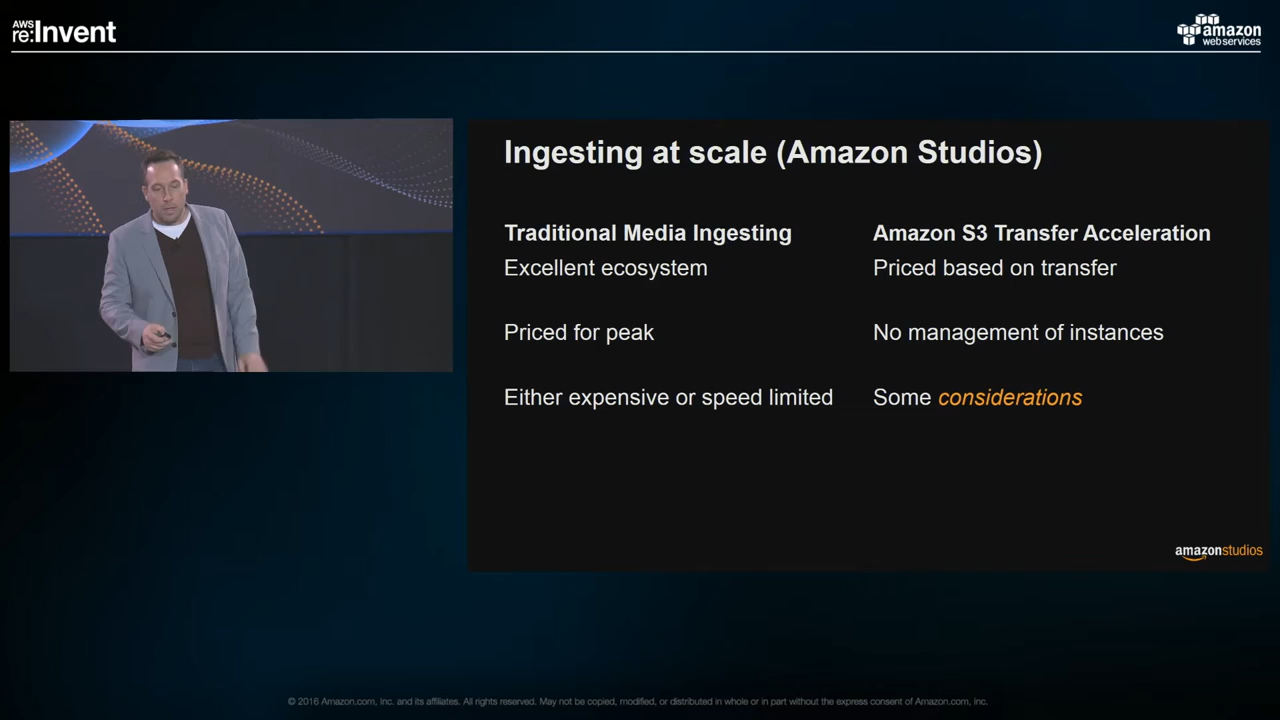 AWS
re:Invent
amazon
web services
Ingesting at scale (Amazon Studios)
Traditional Media Ingesting
Excellent ecosystem
Priced for peak
Either expensive or speed limited
Amazon S3 Transfer Acceleration
Priced based on transfer
No management of instances
Some considerations
amazonstudios
© 2016 Amazon.com, Inc. and its affiliates. All rights reserved. May not be copied, modified, or distributed in whole or in part without the express consent of Amazon.com, Inc.